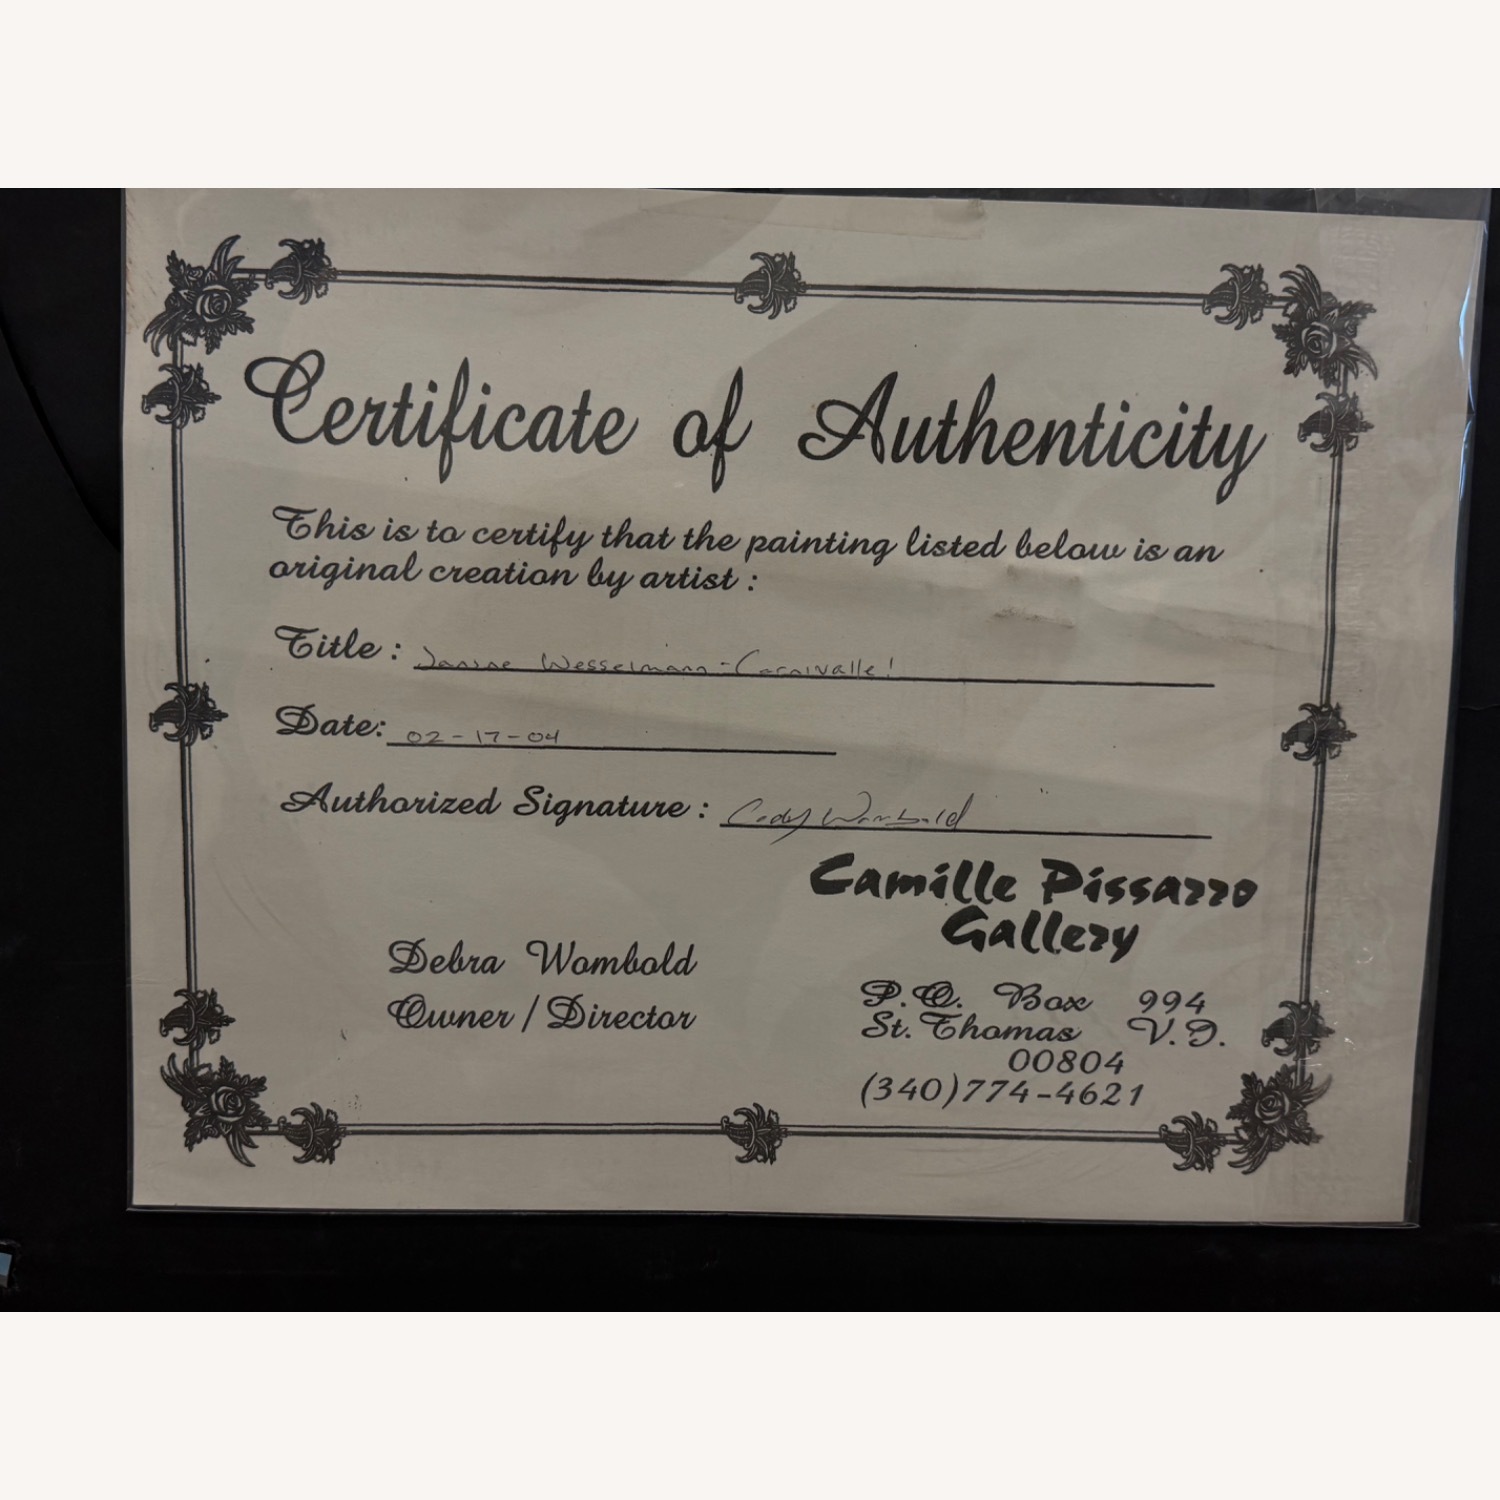 Certificate of Authenticity
This is to certify that the painting listed below is an
original creation by artist :
Title : Janine Wesselmann - Carnivalle!
Date: 02-17-04
Authorized Signature : Cody Wombold
Camille Pissarro
Gallery
Debra Wombold
Owner / Director
P.O. Box 994
St. Thomas V.I.
00804
(340)774-4621